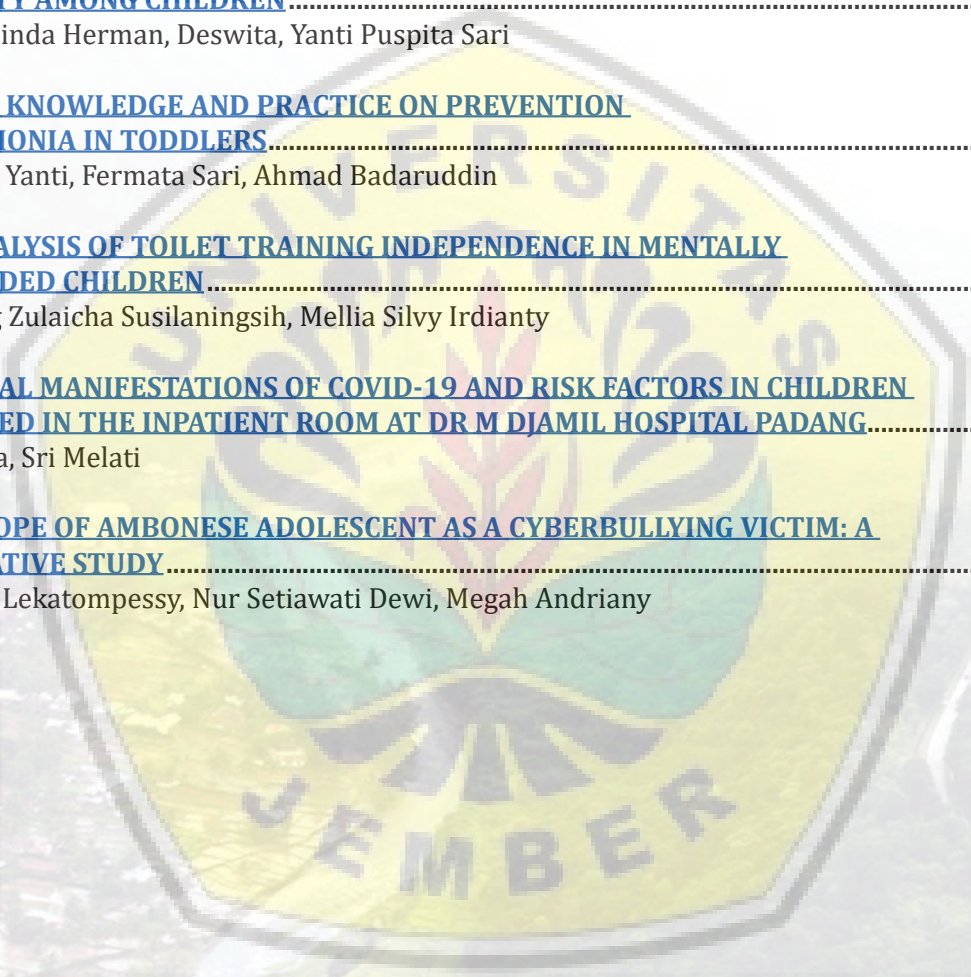 TY AMONG CHILDREN
inda Herman, Deswita, Yanti Puspita Sari
KNOWLEDGE AND PRACTICE ON PREVENTION
MONIA IN TODDLERS
Yanti, Fermata Sari, Ahmad Badaruddin
ALYSIS OF TOILET TRAINING INDEPENDENCE IN MENTALLY
DED CHILDREN
g Zulaicha Susilaningsih, Mellia Silvy Irdianty
AL MANIFESTATIONS OF COVID-19 AND RISK FACTORS IN CHILDREN
ED IN THE INPATIENT ROOM AT DR M DJAMIL HOSPITAL PADANG
a, Sri Melati
OPE OF AMBONESE ADOLESCENT AS A CYBERBULLYING VICTIM: A
ATIVE STUDY
Lekatompessy, Nur Setiawati Dewi, Megah Andriany
UNIVERSITAS
JEMBER